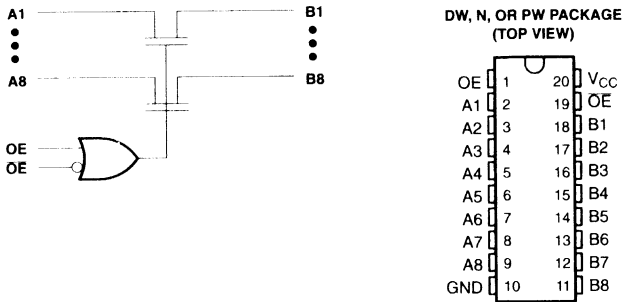 A1 B1
A8 B8
OE
O̅E̅
DW, N, OR PW PACKAGE
(TOP VIEW)
OE 1 20 VCC
A1 2 19 O̅E̅
A2 3 18 B1
A3 4 17 B2
A4 5 16 B3
A5 6 15 B4
A6 7 14 B5
A7 8 13 B6
A8 9 12 B7
GND 10 11 B8